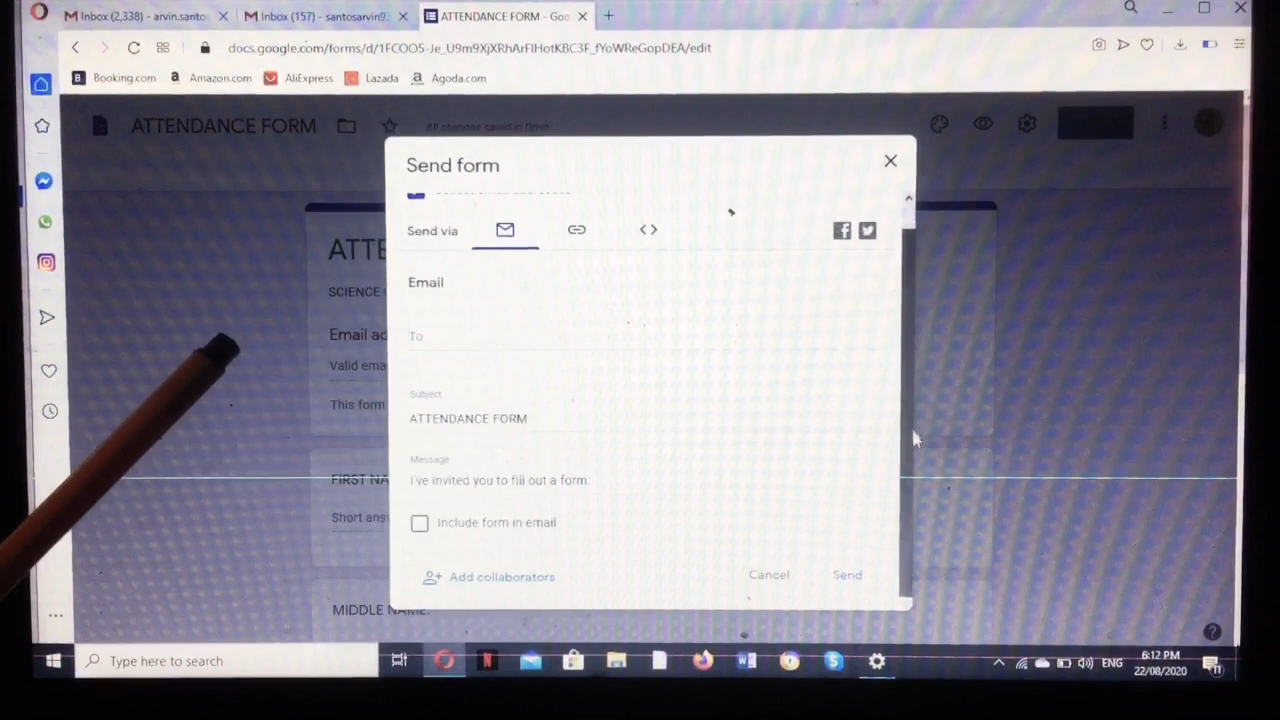 Inbox (2,338) - arvin.santo
Inbox (157) - santosarvin9
ATTENDANCE FORM - Goo
docs.google.com/forms/d/1FCOO5-Je_U9m9XjXRhArFIHotKBC3F_fYoWReGopDEA/edit
Booking.com
Amazon.com
AliExpress
Lazada
Agoda.com
ATTENDANCE FORM
All changes saved in Drive
Send form
Send via
Email
To
Subject
ATTENDANCE FORM
Message
I've invited you to fill out a form:
Include form in email
Add collaborators
Cancel
Send
ATTE
SCIENCE
Email ad
Valid ema
This form
FIRST NA
Short ans
MIDDLE NAME:
Type here to search
ENG
6:12 PM
22/08/2020